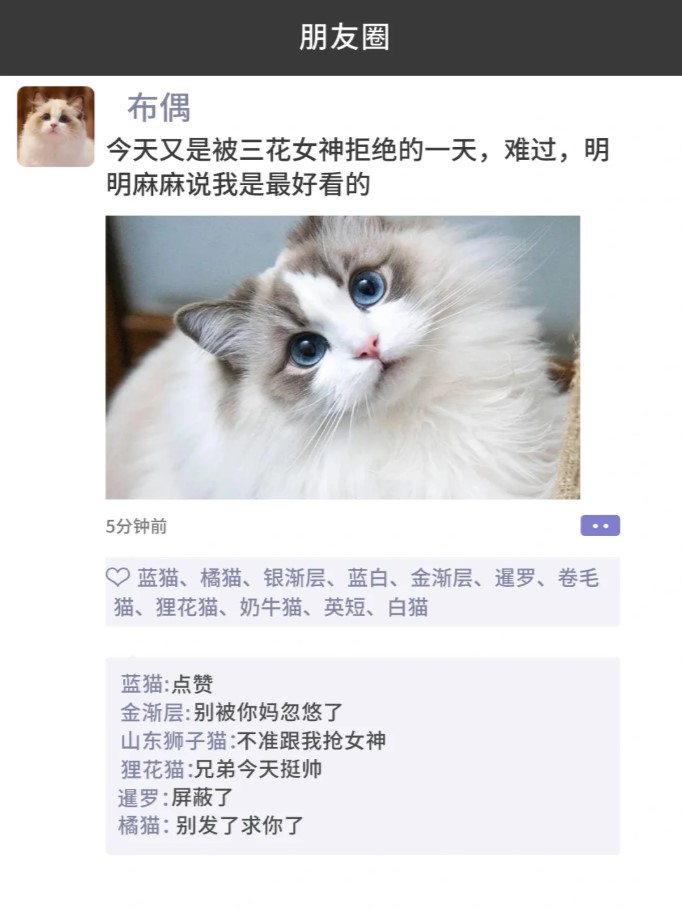 朋友圈
布偶
今天又是被三花女神拒绝的一天，难过，明
明麻麻说我是最好看的
5分钟前
蓝猫、橘猫、银渐层、蓝白、金渐层、暹罗、卷毛
猫、狸花猫、奶牛猫、英短、白猫
蓝猫:点赞
金渐层:别被你妈忽悠了
山东狮子猫:不准跟我抢女神
狸花猫:兄弟今天挺帅
暹罗:屏蔽了
橘猫: 别发了求你了